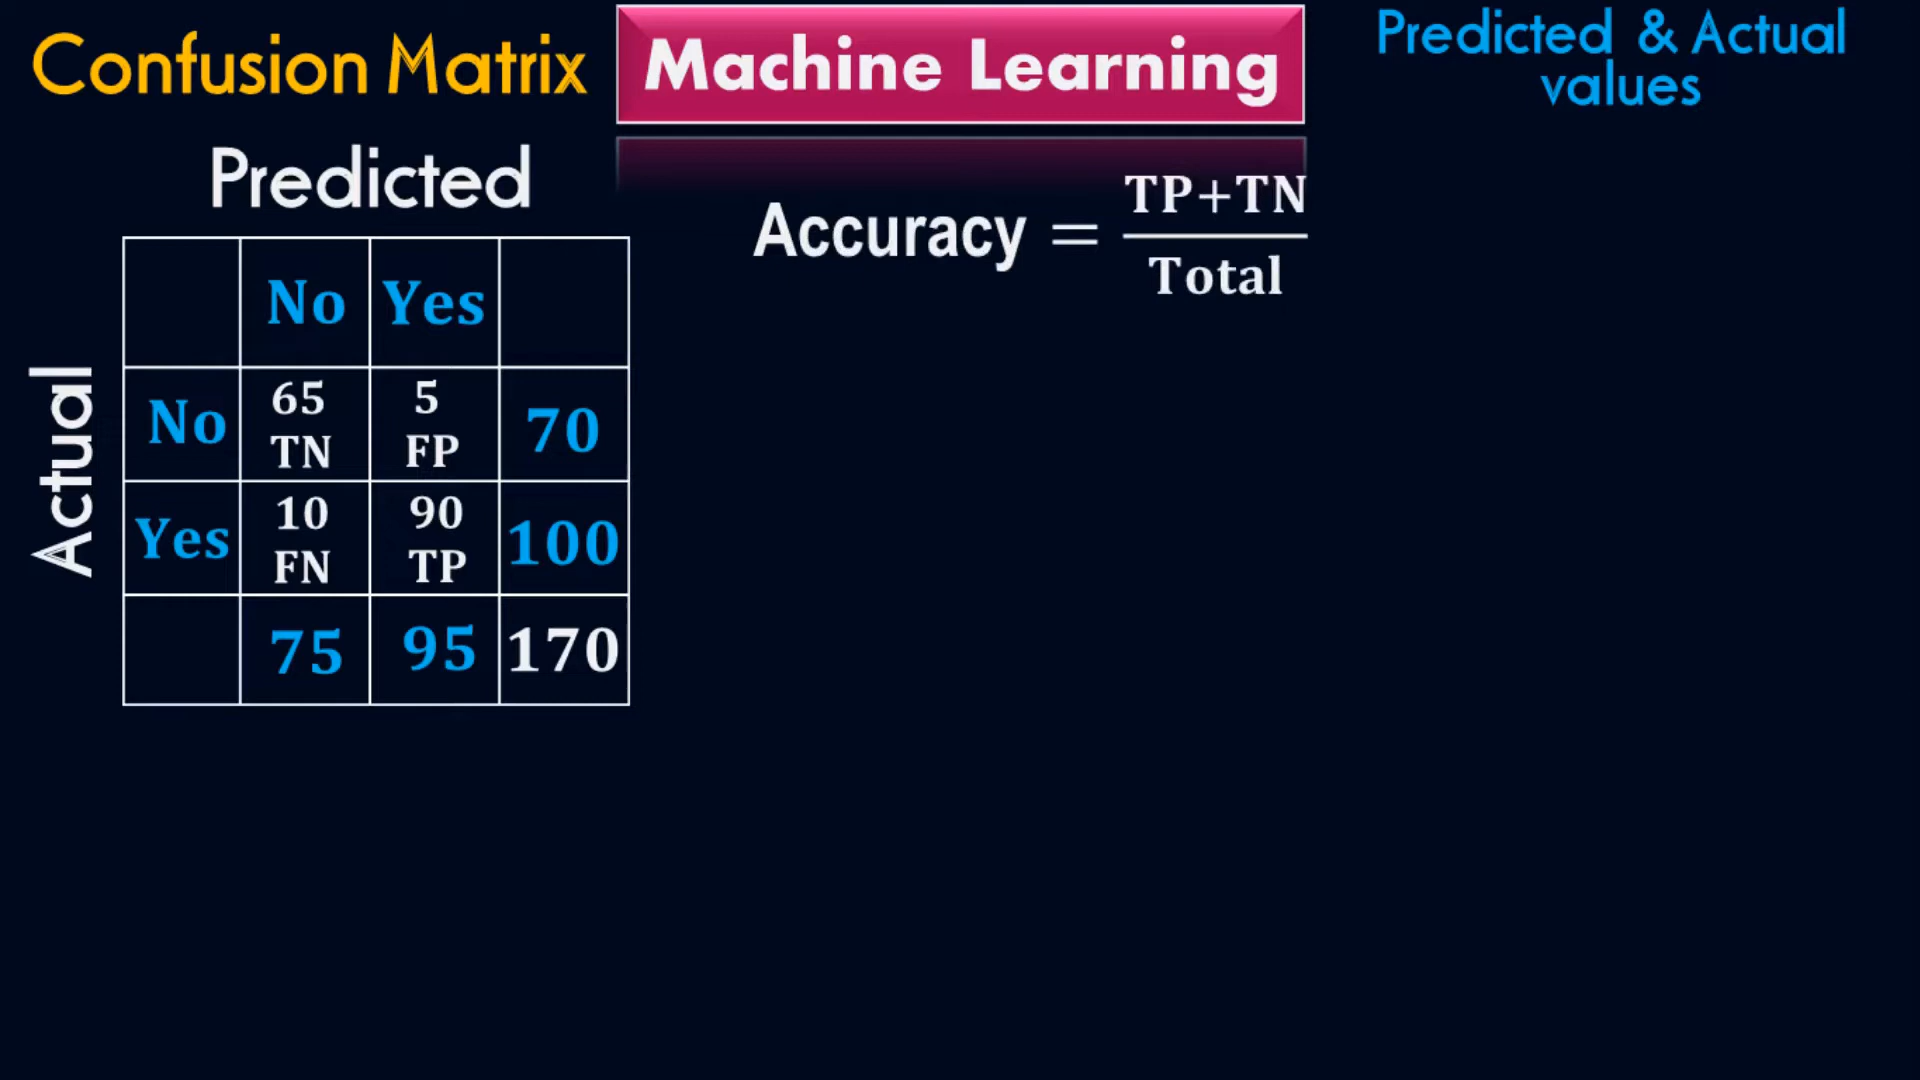 Confusion Matrix
Machine Learning
Predicted & Actual
values
Predicted
Accuracy = TP+TN
Total
Actual
No Yes
No 65 TN 5 FP 70
Yes 10 FN 90 TP 100
75 95 170